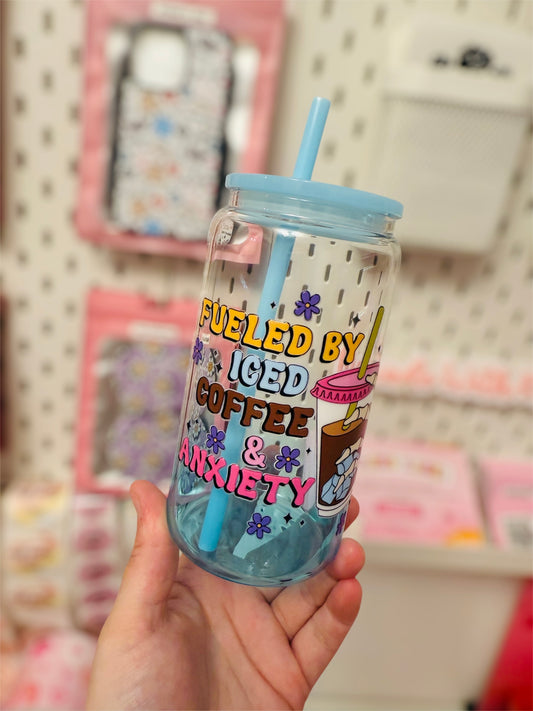 FUELED BY
ICED
COFFEE
&
ANXIETY